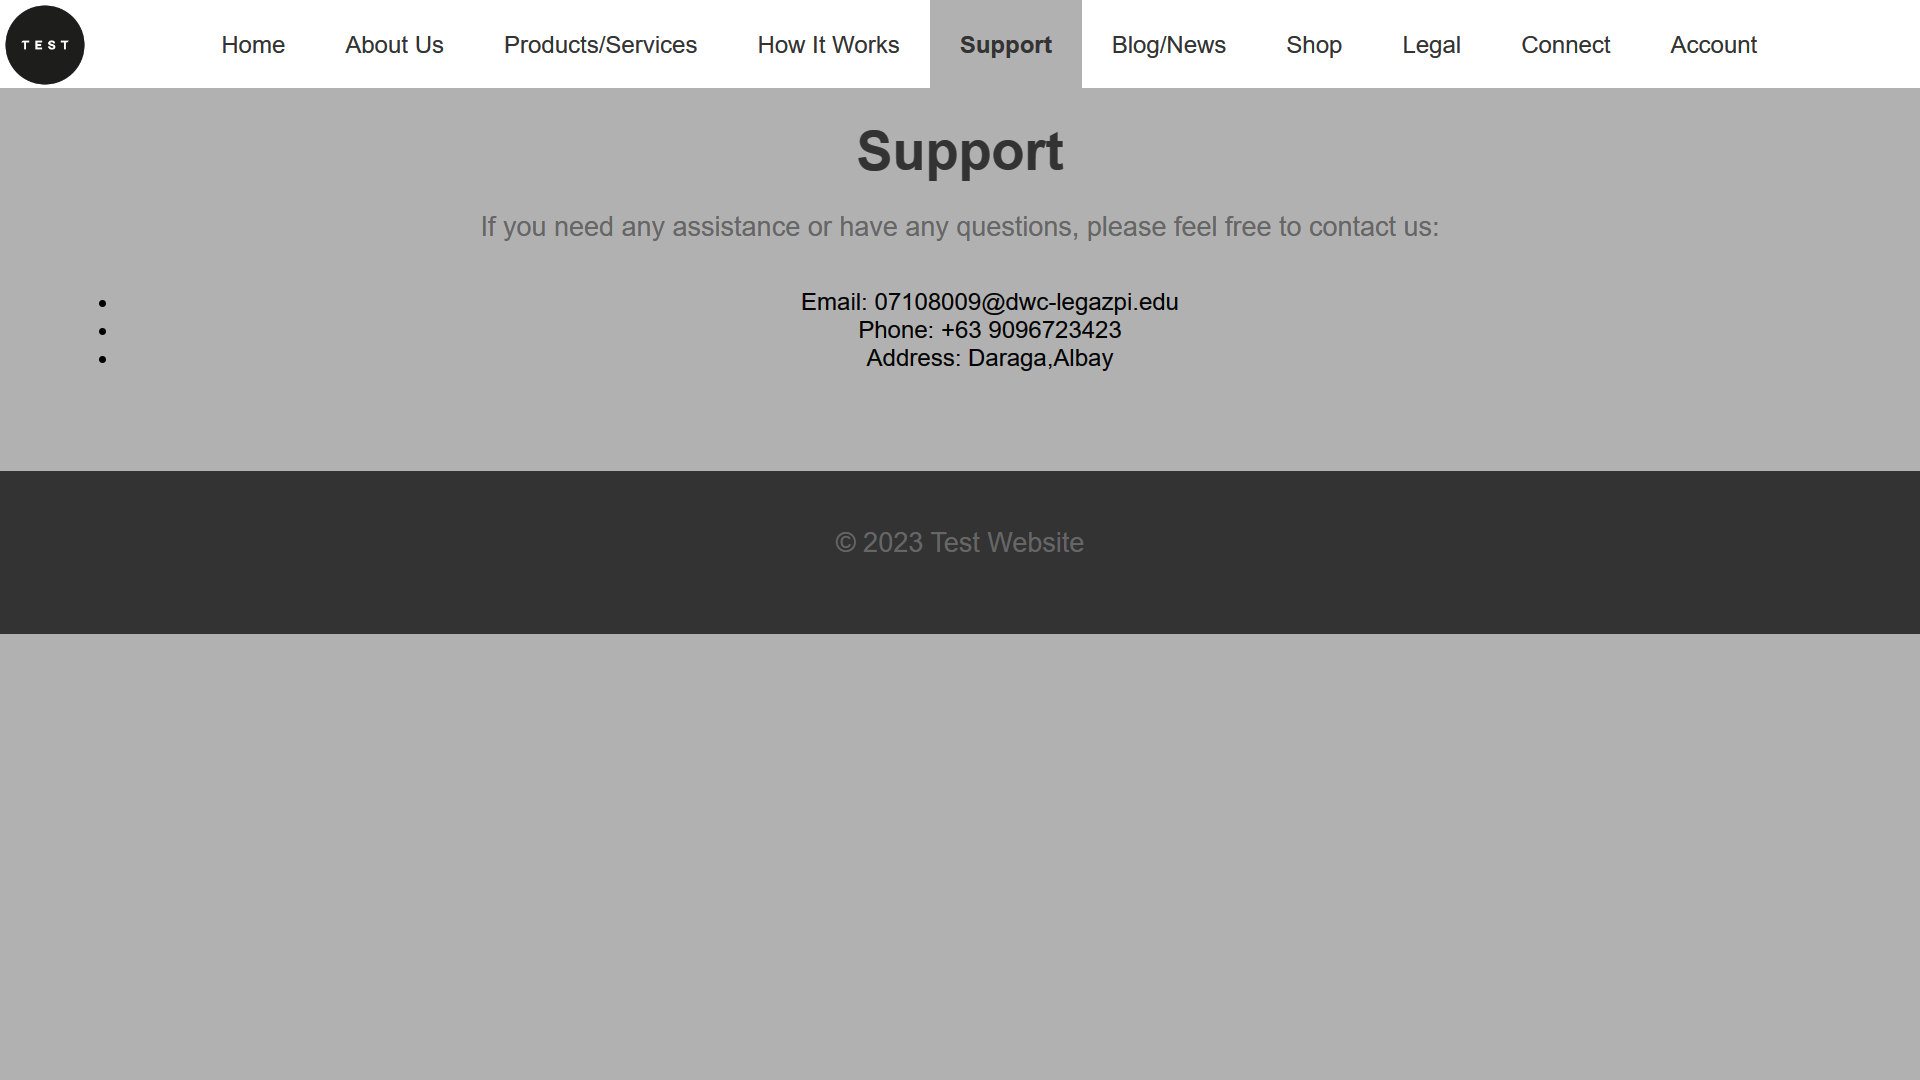 TEST
Home About Us Products/Services How It Works Support Blog/News Shop Legal Connect Account
Support
If you need any assistance or have any questions, please feel free to contact us:
• Email: 07108009@dwc-legazpi.edu
• Phone: +63 9096723423
• Address: Daraga,Albay
© 2023 Test Website